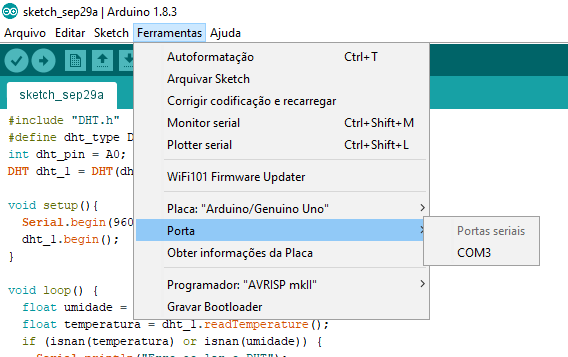 sketch_sep29a | Arduino 1.8.3
Arquivo Editar Sketch Ferramentas Ajuda
sketch_sep29a
Autoformatação Ctrl+T
Arquivar Sketch
Corrigir codificação e recarregar
Monitor serial Ctrl+Shift+M
Plotter serial Ctrl+Shift+L
WiFi101 Firmware Updater
Placa: "Arduino/Genuino Uno"
Porta
Obter informações da Placa
Programador: "AVRISP mkII"
Gravar Bootloader
Portas seriais
COM3
#include "DHT.h"
#define dht_type D
int dht_pin = A0;
DHT dht_1 = DHT(dh
void setup(){
Serial.begin(960
dht_1.begin();
}
void loop() {
float umidade =
float temperatura = dht_1.readTemperature();
if (isnan(temperatura) or isnan(umidade)) {